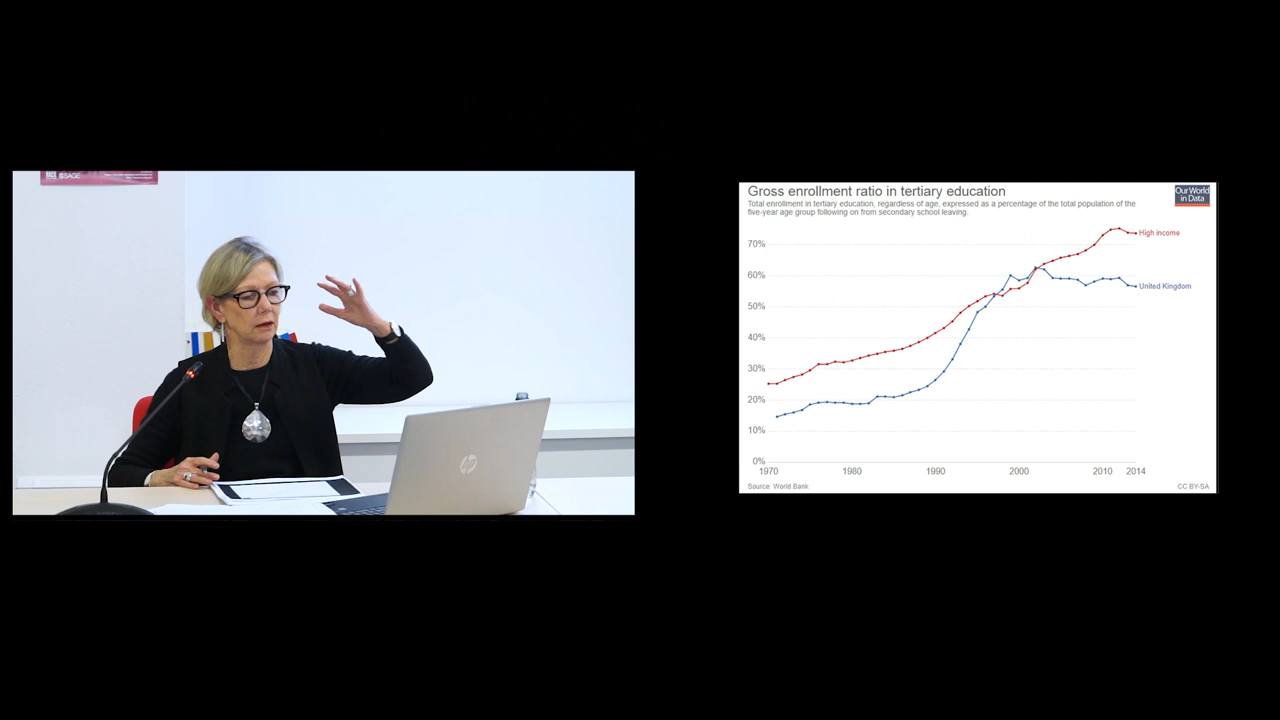 RACE
SAGE
hp
Gross enrollment ratio in tertiary education
Total enrollment in tertiary education, regardless of age, expressed as a percentage of the total population of the
five-year age group following on from secondary school leaving.
Our World
in Data
70%
60%
50%
40%
30%
20%
10%
0%
High income
United Kingdom
1970
1980
1990
2000
2010
2014
Source: World Bank
CC BY-SA